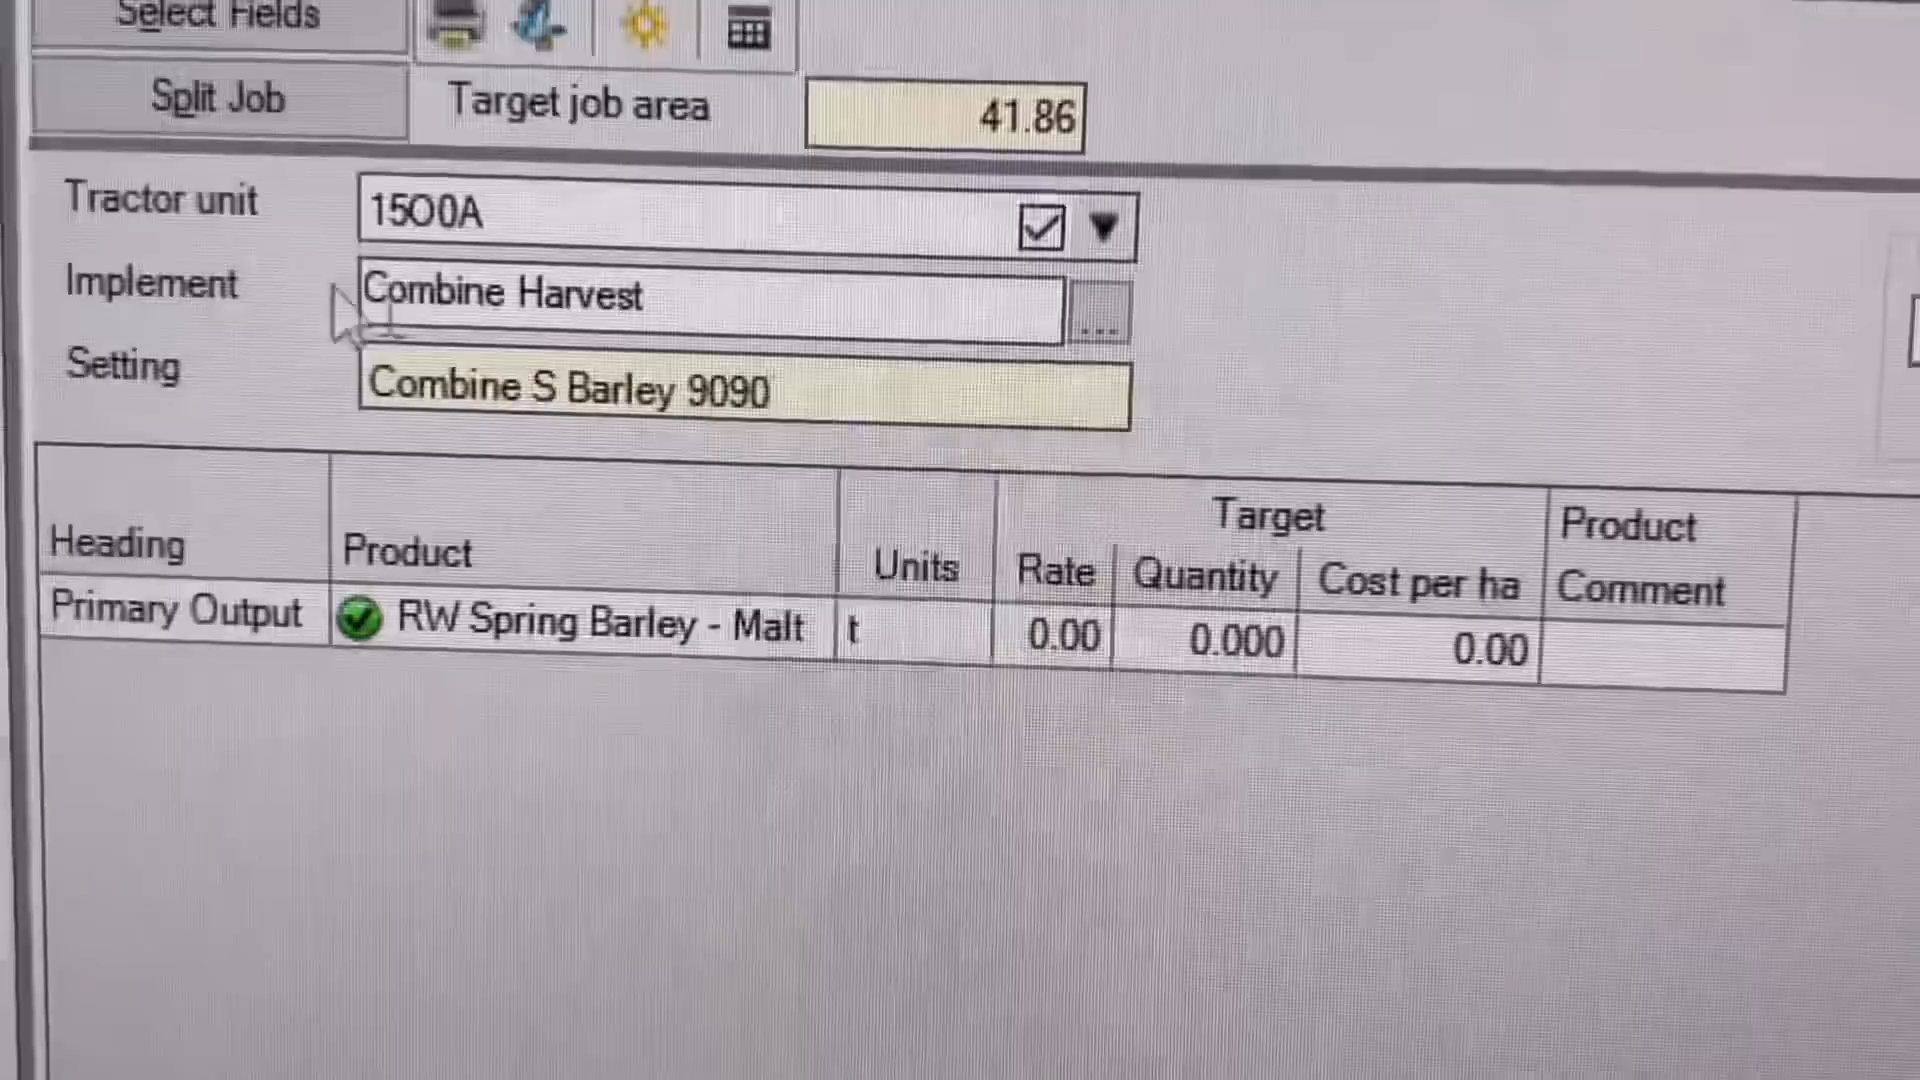 Select Fields
Split Job
Target job area 41.86
Tractor unit 15O0A
Implement Combine Harvest ...
Setting Combine S Barley 9090
Target Product
Heading Product Units Rate Quantity Cost per ha Comment
Primary Output RW Spring Barley - Malt t 0.00 0.000 0.00